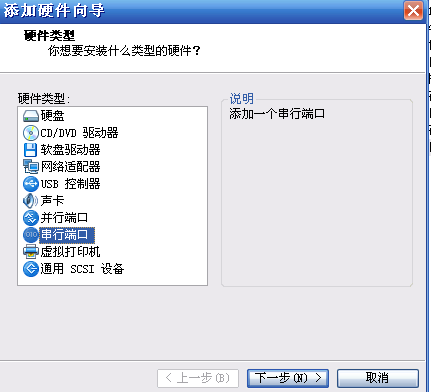 添加硬件向导
硬件类型
你想要安装什么类型的硬件?
硬件类型:
硬盘
CD/DVD 驱动器
软盘驱动器
网络适配器
USB 控制器
声卡
并行端口
串行端口
虚拟打印机
通用 SCSI 设备
说明
添加一个串行端口
< 上一步(B)
下一步(N) >
取消